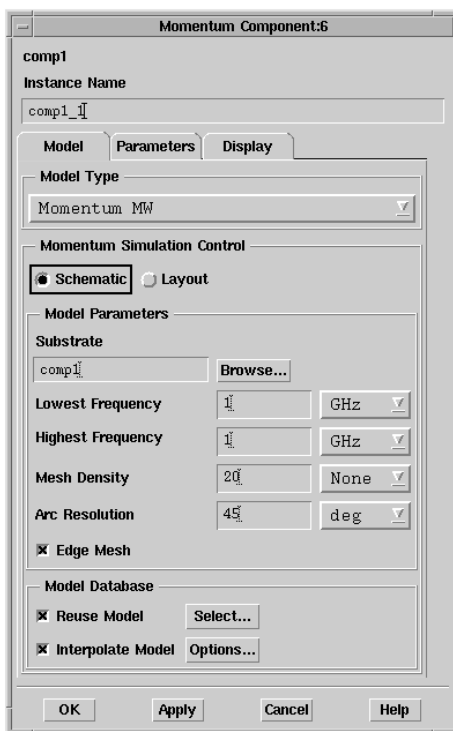 Momentum Component:6
comp1
Instance Name
comp1_1
Model Parameters Display
Model Type
Momentum MW
Momentum Simulation Control
Schematic Layout
Model Parameters
Substrate
comp1 Browse...
Lowest Frequency 1 GHz
Highest Frequency 1 GHz
Mesh Density 20 None
Arc Resolution 45 deg
Edge Mesh
Model Database
Reuse Model Select...
Interpolate Model Options...
OK Apply Cancel Help